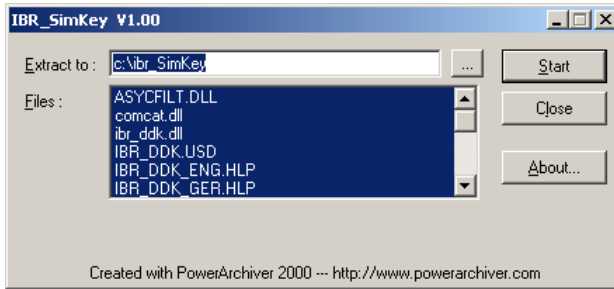 IBR_SimKey V1.00
Extract to : c:\ibr_SimKey ... Start
Files : ASYCFILT.DLL Close
comcat.dll
ibr_ddk.dll
IBR_DDK.USD About...
IBR_DDK_ENG.HLP
IBR_DDK_GER.HLP
Created with PowerArchiver 2000 --- http://www.powerarchiver.com